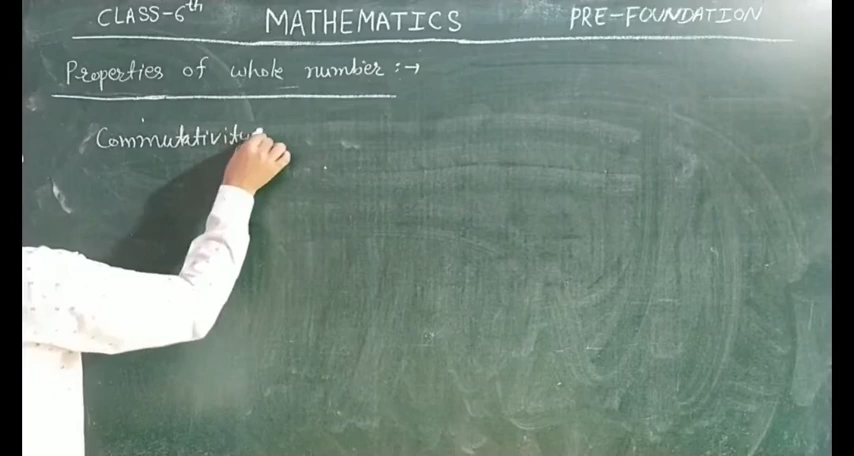 CLASS-6th MATHEMATICS PRE-FOUNDATION
Properties of whole number :→
Commutativity